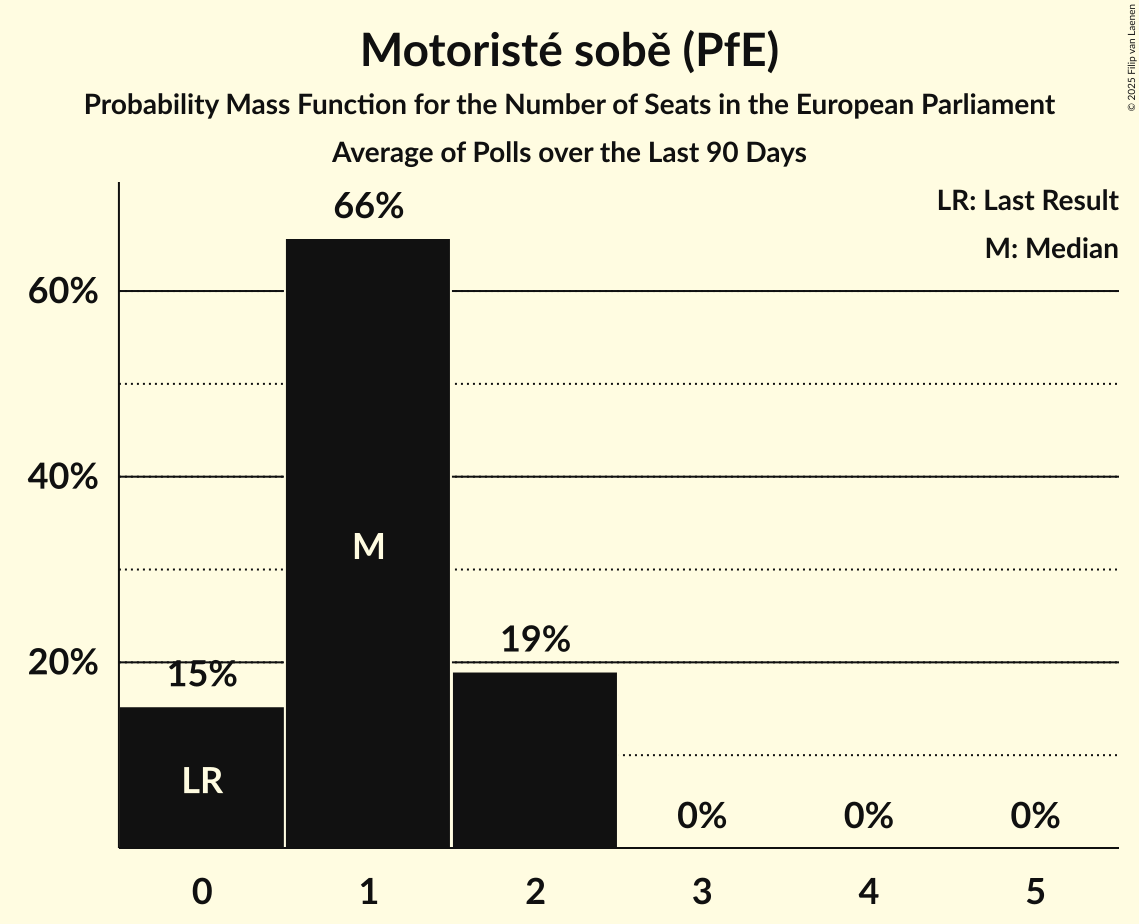 Motoristé sobě (PfE)
Probability Mass Function for the Number of Seats in the European Parliament
Average of Polls over the Last 90 Days
© 2025 Filip van Laenen
LR: Last Result
M: Median
66%
60%
40%
M
19%
20%
15%
LR
0%
0%
0%
0
1
2
3
4
5